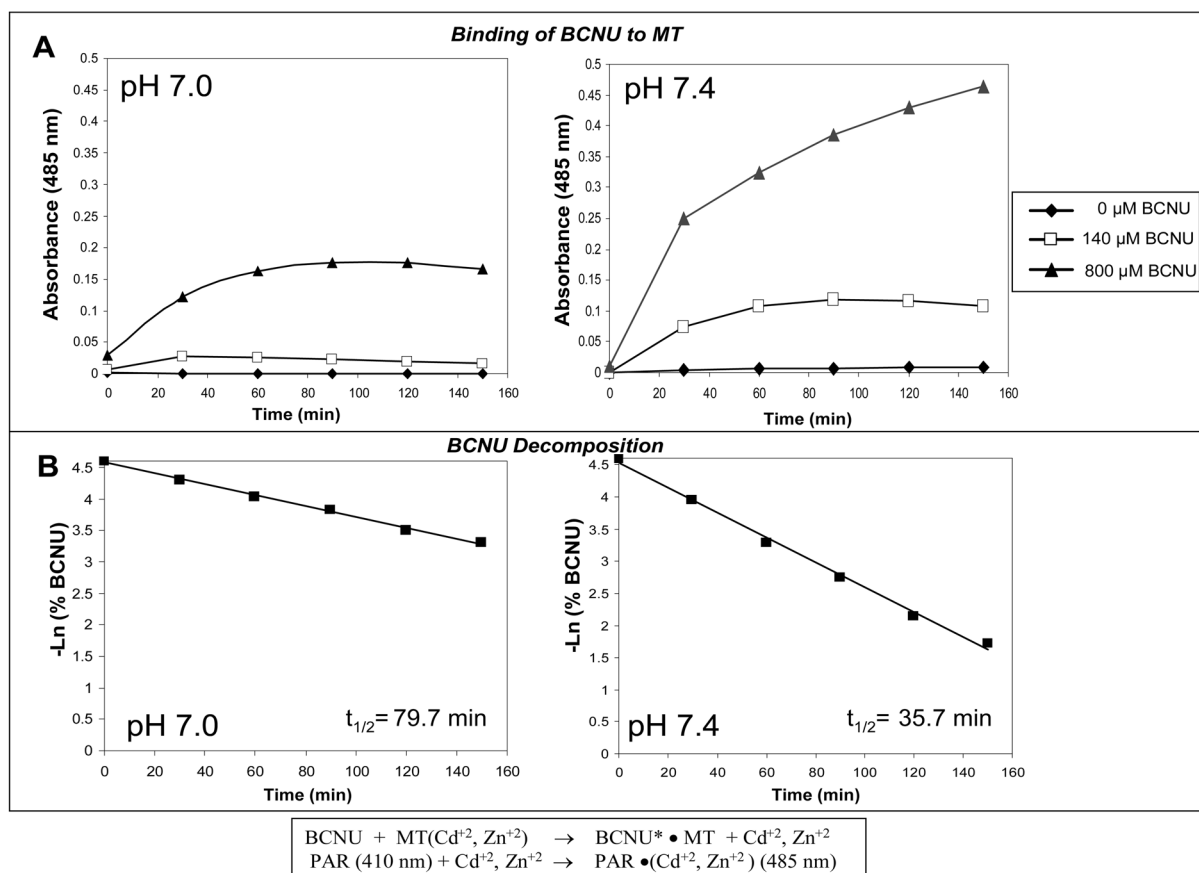 A
Binding of BCNU to MT
pH 7.0
Absorbance (485 nm)
0.5
0.45
0.4
0.35
0.3
0.25
0.2
0.15
0.1
0.05
0
0 20 40 60 80 100 120 140 160
Time (min)
pH 7.4
Absorbance (485 nm)
0.5
0.45
0.4
0.35
0.3
0.25
0.2
0.15
0.1
0.05
0
0 20 40 60 80 100 120 140 160
Time (min)
0 µM BCNU
140 µM BCNU
800 µM BCNU
B
BCNU Decomposition
-Ln (% BCNU)
4.5
4
3.5
3
2.5
2
1.5
1
0.5
0
pH 7.0
t1/2= 79.7 min
0 20 40 60 80 100 120 140 160
Time (min)
-Ln (% BCNU)
4.5
4
3.5
3
2.5
2
1.5
1
0.5
0
pH 7.4
t1/2= 35.7 min
0 20 40 60 80 100 120 140 160
Time (min)
BCNU + MT(Cd+2, Zn+2) → BCNU* • MT + Cd+2, Zn+2
PAR (410 nm) + Cd+2, Zn+2 → PAR •(Cd+2, Zn+2) (485 nm)